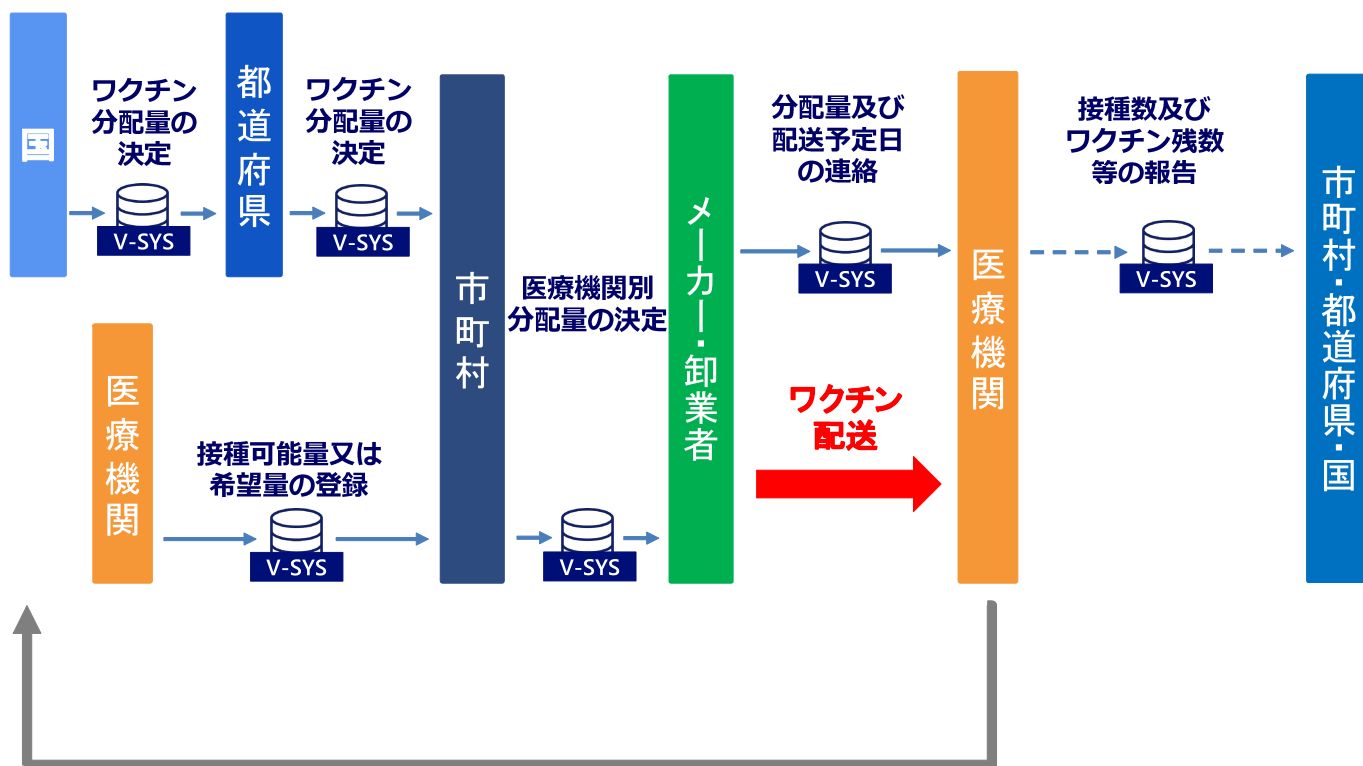 国
ワクチン
分配量の
決定
V-SYS
都道府県
ワクチン
分配量の
決定
V-SYS
医療機関
接種可能量又は
希望量の登録
V-SYS
市町村
医療機関別
分配量の決定
V-SYS
メーカー・卸業者
分配量及び
配送予定日
の連絡
V-SYS
ワクチン
配送
医療機関
接種数及び
ワクチン残数
等の報告
V-SYS
市町村・都道府県・国